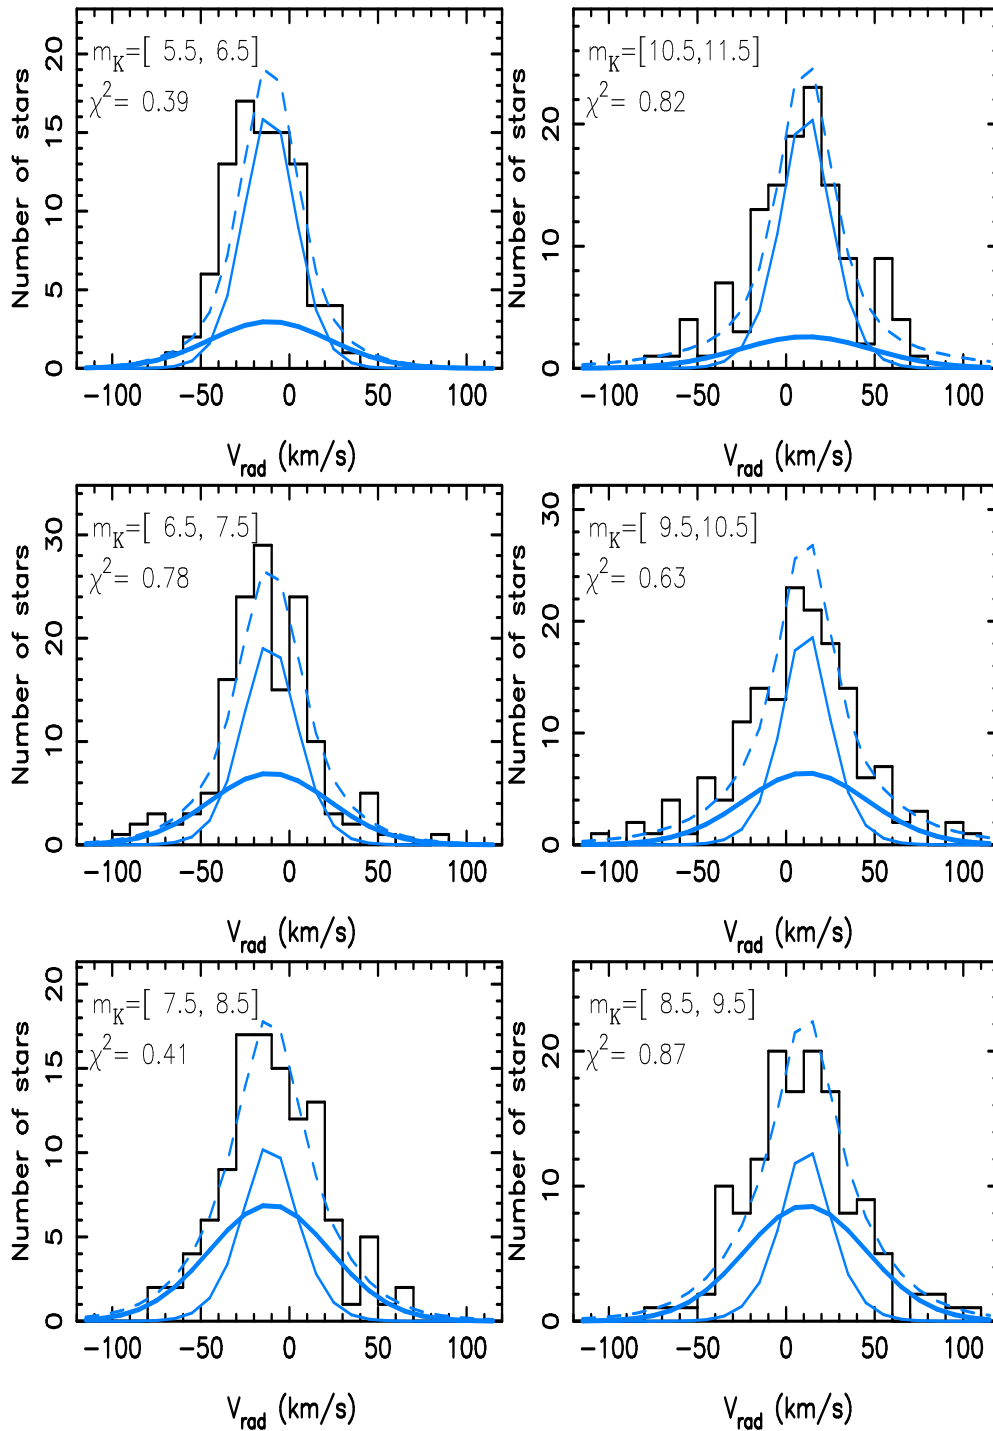 m_K=[ 5.5, 6.5]
χ²= 0.39
Number of stars
0 5 10 15 20
−100 −50 0 50 100
V_rad (km/s)
m_K=[10.5,11.5]
χ²= 0.82
Number of stars
0 10 20
−100 −50 0 50 100
V_rad (km/s)
m_K=[ 6.5, 7.5]
χ²= 0.78
Number of stars
0 10 20 30
−100 −50 0 50 100
V_rad (km/s)
m_K=[ 9.5,10.5]
χ²= 0.63
Number of stars
0 10 20 30
−100 −50 0 50 100
V_rad (km/s)
m_K=[ 7.5, 8.5]
χ²= 0.41
Number of stars
0 5 10 15 20
−100 −50 0 50 100
V_rad (km/s)
m_K=[ 8.5, 9.5]
χ²= 0.87
Number of stars
0 10 20
−100 −50 0 50 100
V_rad (km/s)